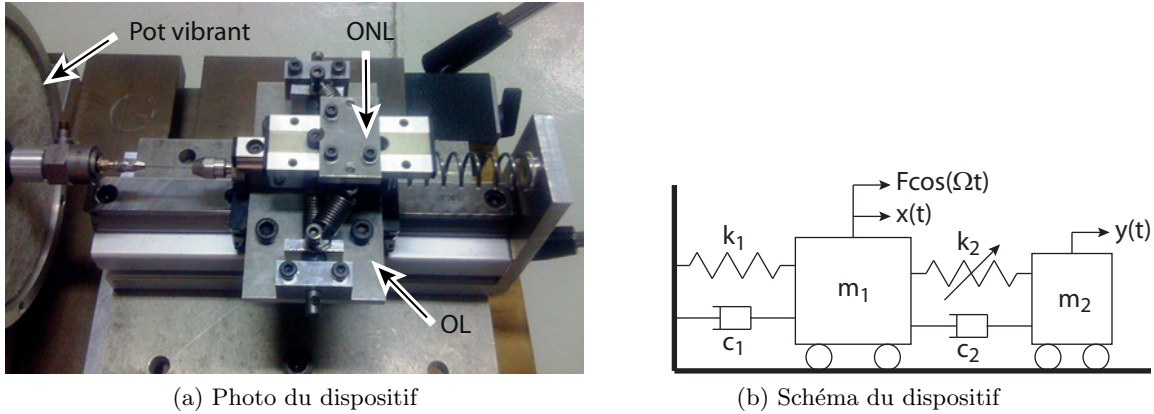 Pot vibrant
ONL
OL
(a) Photo du dispositif
Fcos(Ωt)
x(t)
k₁
k₂
y(t)
m₁
m₂
c₁
c₂
(b) Schéma du dispositif